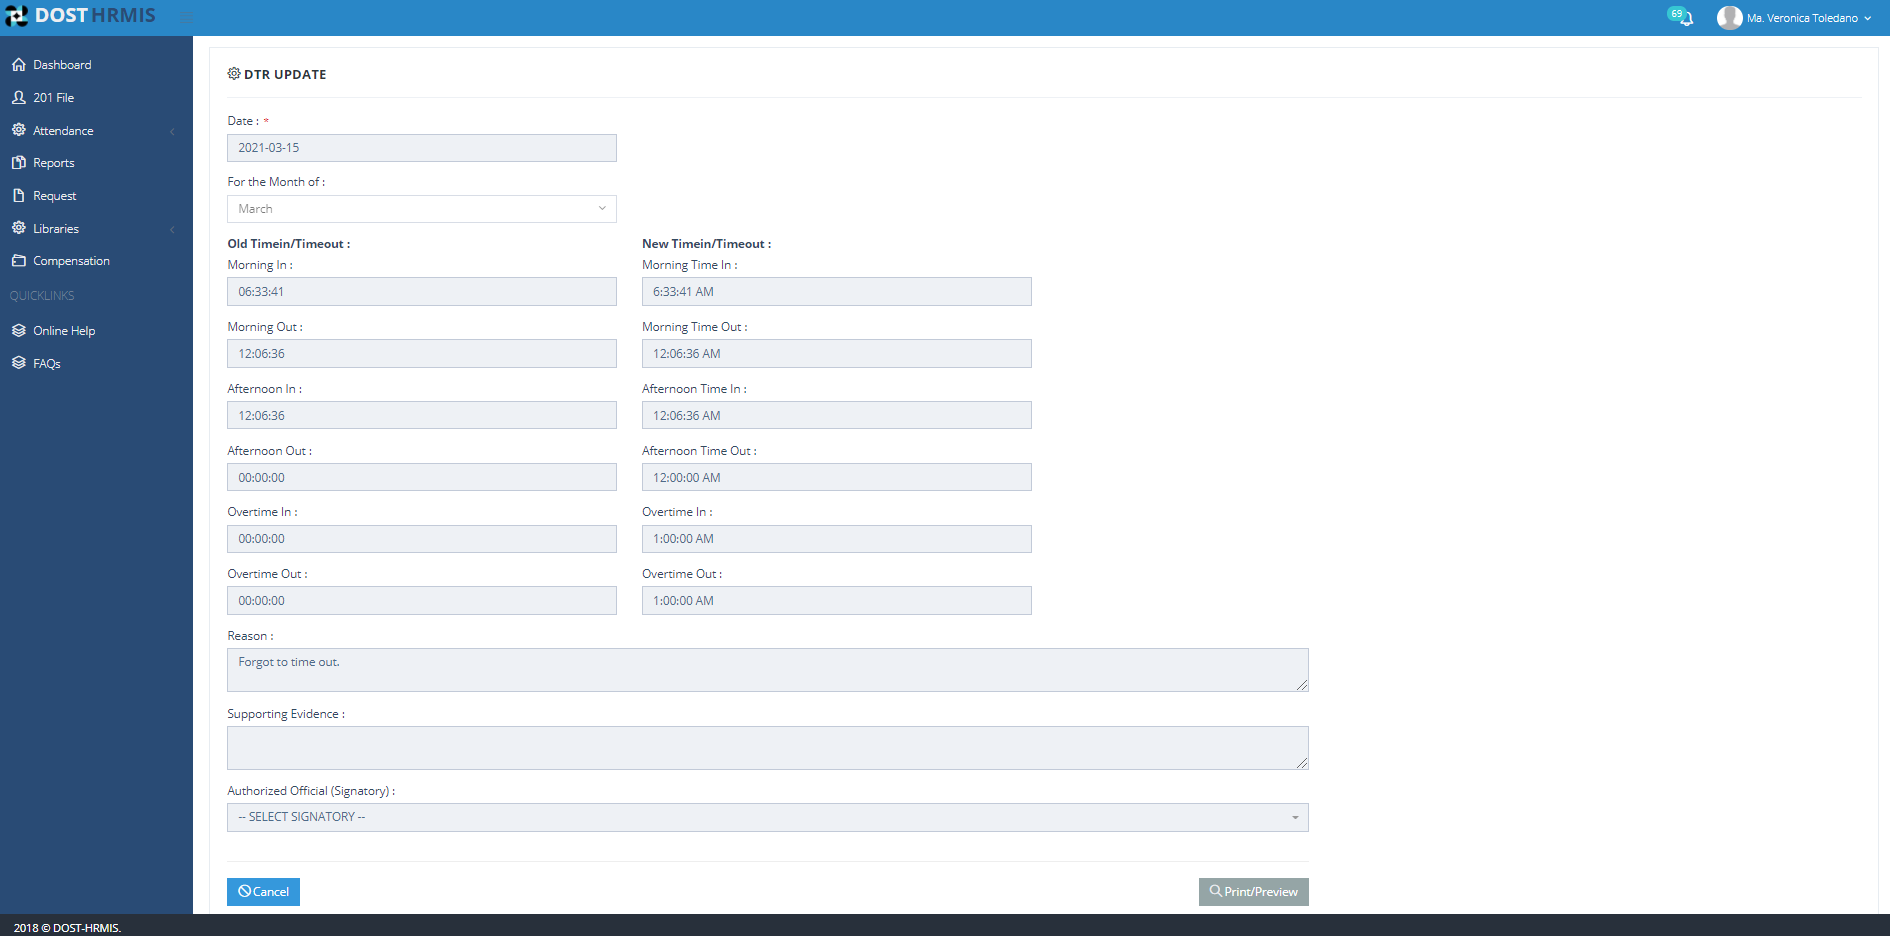 DOST HRMIS
69
Ma. Veronica Toledano
Dashboard
201 File
Attendance
Reports
Request
Libraries
Compensation
QUICKLINKS
Online Help
FAQs
DTR UPDATE
Date : *
2021-03-15
For the Month of :
March
Old Timein/Timeout :
New Timein/Timeout :
Morning In :
Morning Time In :
06:33:41
6:33:41 AM
Morning Out :
Morning Time Out :
12:06:36
12:06:36 AM
Afternoon In :
Afternoon Time In :
12:06:36
12:06:36 AM
Afternoon Out :
Afternoon Time Out :
00:00:00
12:00:00 AM
Overtime In :
Overtime In :
00:00:00
1:00:00 AM
Overtime Out :
Overtime Out :
00:00:00
1:00:00 AM
Reason :
Forgot to time out.
Supporting Evidence :
Authorized Official (Signatory) :
-- SELECT SIGNATORY --
Cancel
Print/Preview
2018 © DOST-HRMIS.